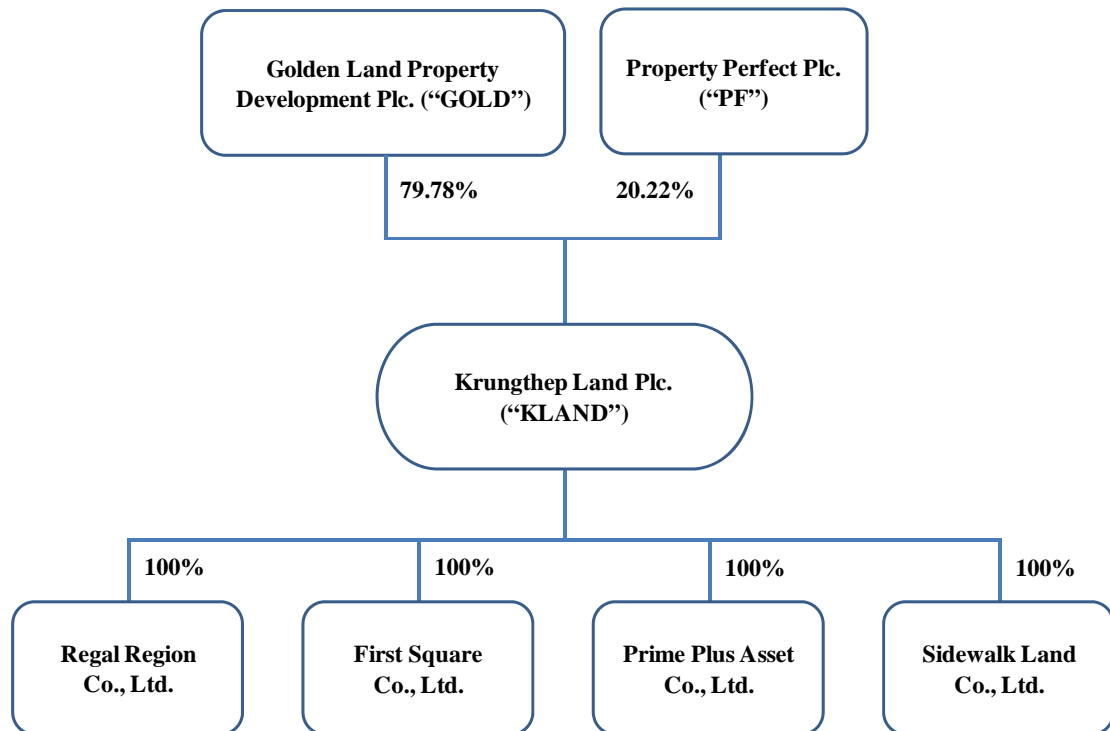 Golden Land Property
Development Plc. (“GOLD”)
Property Perfect Plc.
(“PF”)
79.78%
20.22%
Krungthep Land Plc.
(“KLAND”)
100%
100%
100%
100%
Regal Region
Co., Ltd.
First Square
Co., Ltd.
Prime Plus Asset
Co., Ltd.
Sidewalk Land
Co., Ltd.